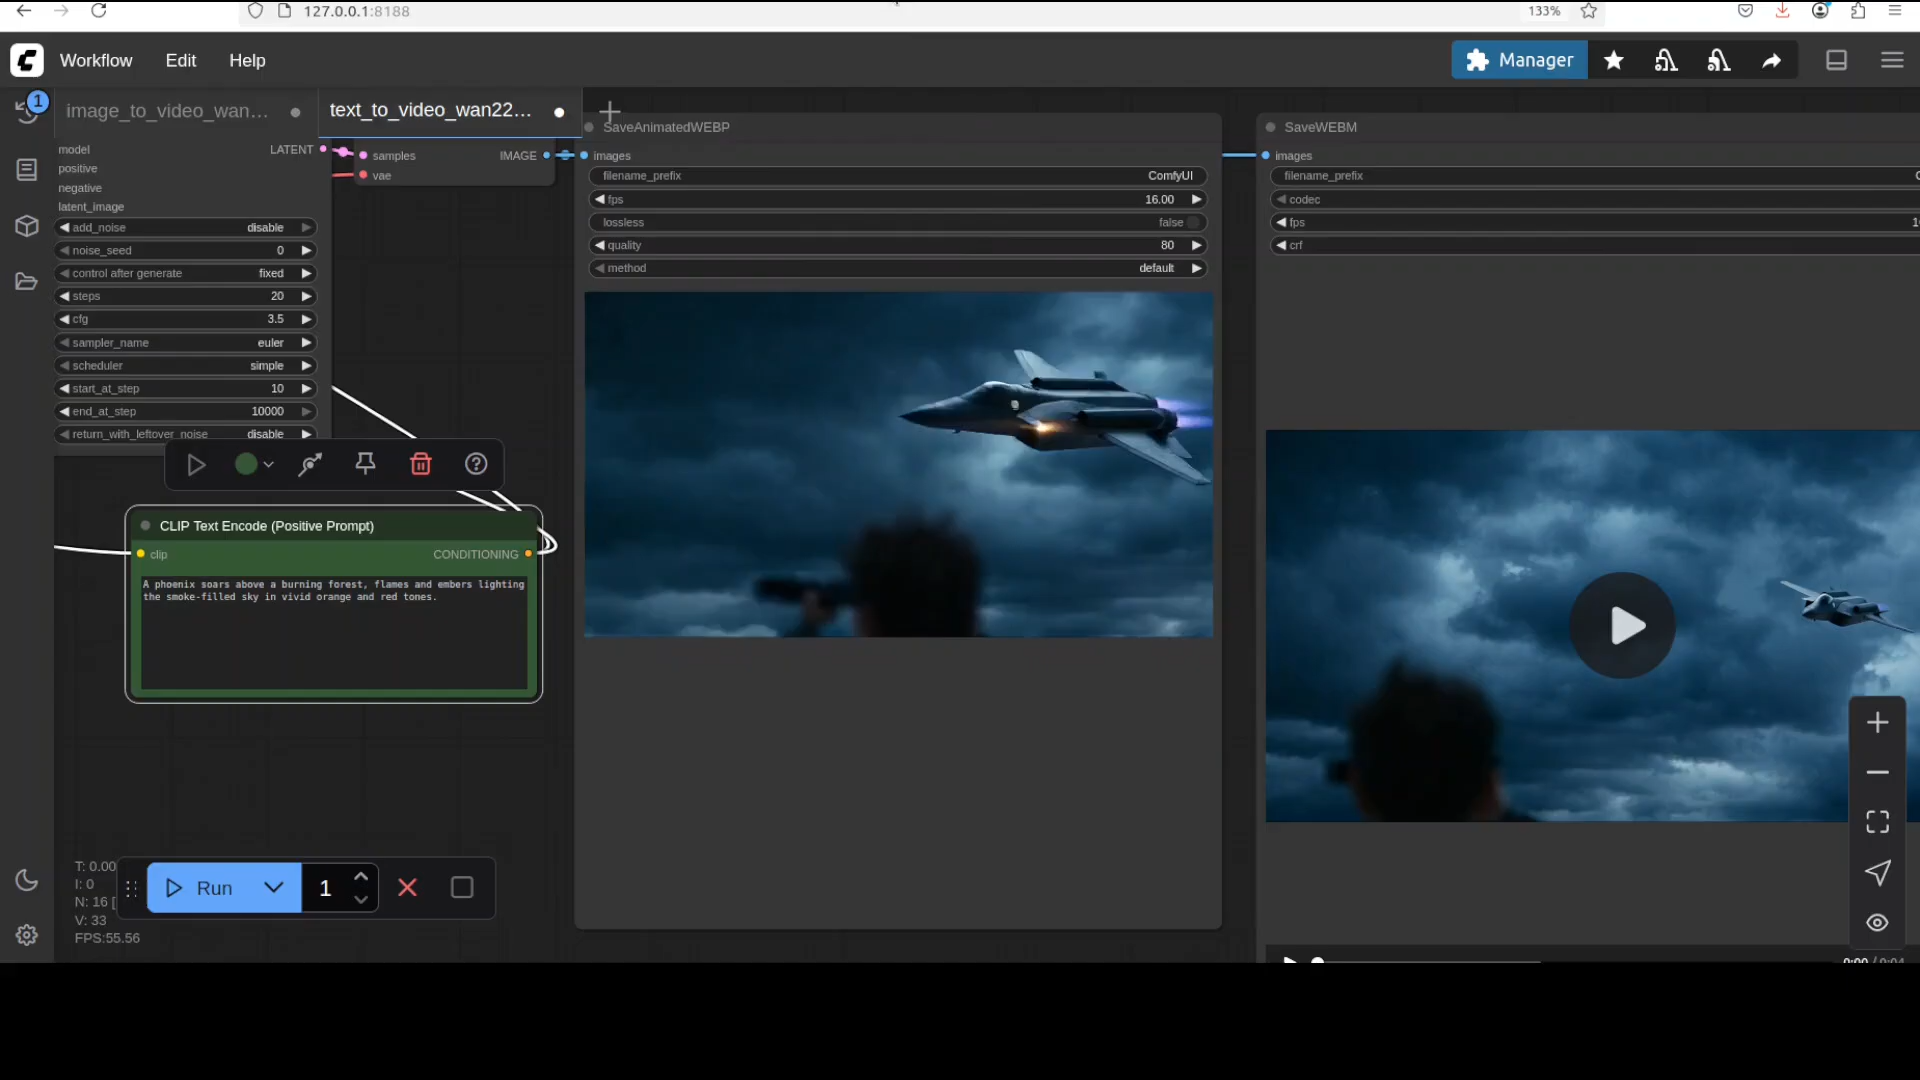 127.0.0.1:8188
133%
Workflow
Edit
Help
Manager
1
image_to_video_wan...
text_to_video_wan22...
model
LATENT
positive
negative
latent_image
add_noise
disable
noise_seed
0
control after generate
fixed
steps
20
cfg
3.5
sampler_name
euler
scheduler
simple
start_at_step
10
end_at_step
10000
return_with_leftover_noise
disable
samples
IMAGE
vae
SaveAnimatedWEBP
images
filename_prefix
ComfyUI
fps
16.00
lossless
false
quality
80
method
default
SaveWEBM
images
filename_prefix
codec
fps
crf
CLIP Text Encode (Positive Prompt)
clip
CONDITIONING
A phoenix soars above a burning forest, flames and embers lighting
the smoke-filled sky in vivid orange and red tones.
T: 0.00
I: 0
N: 16 [
V: 33
FPS:55.56
Run
1
0:00 / 0:04